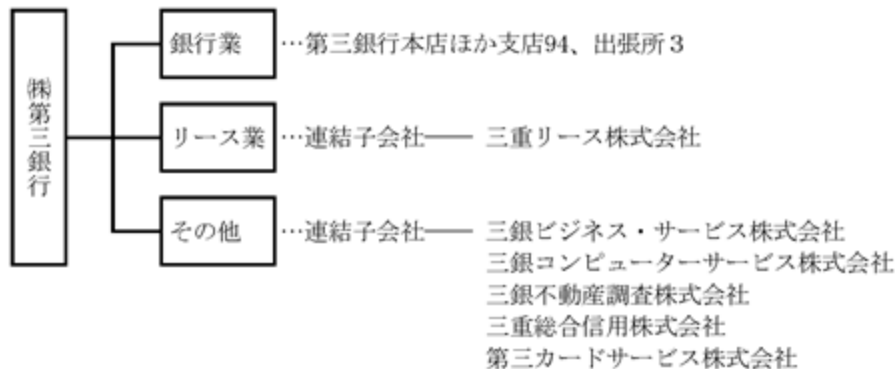 ㈱第三銀行
銀行業 …第三銀行本店ほか支店94、出張所3
リース業 …連結子会社―― 三重リース株式会社
その他 …連結子会社―― 三銀ビジネス・サービス株式会社
三銀コンピューターサービス株式会社
三銀不動産調査株式会社
三重総合信用株式会社
第三カードサービス株式会社